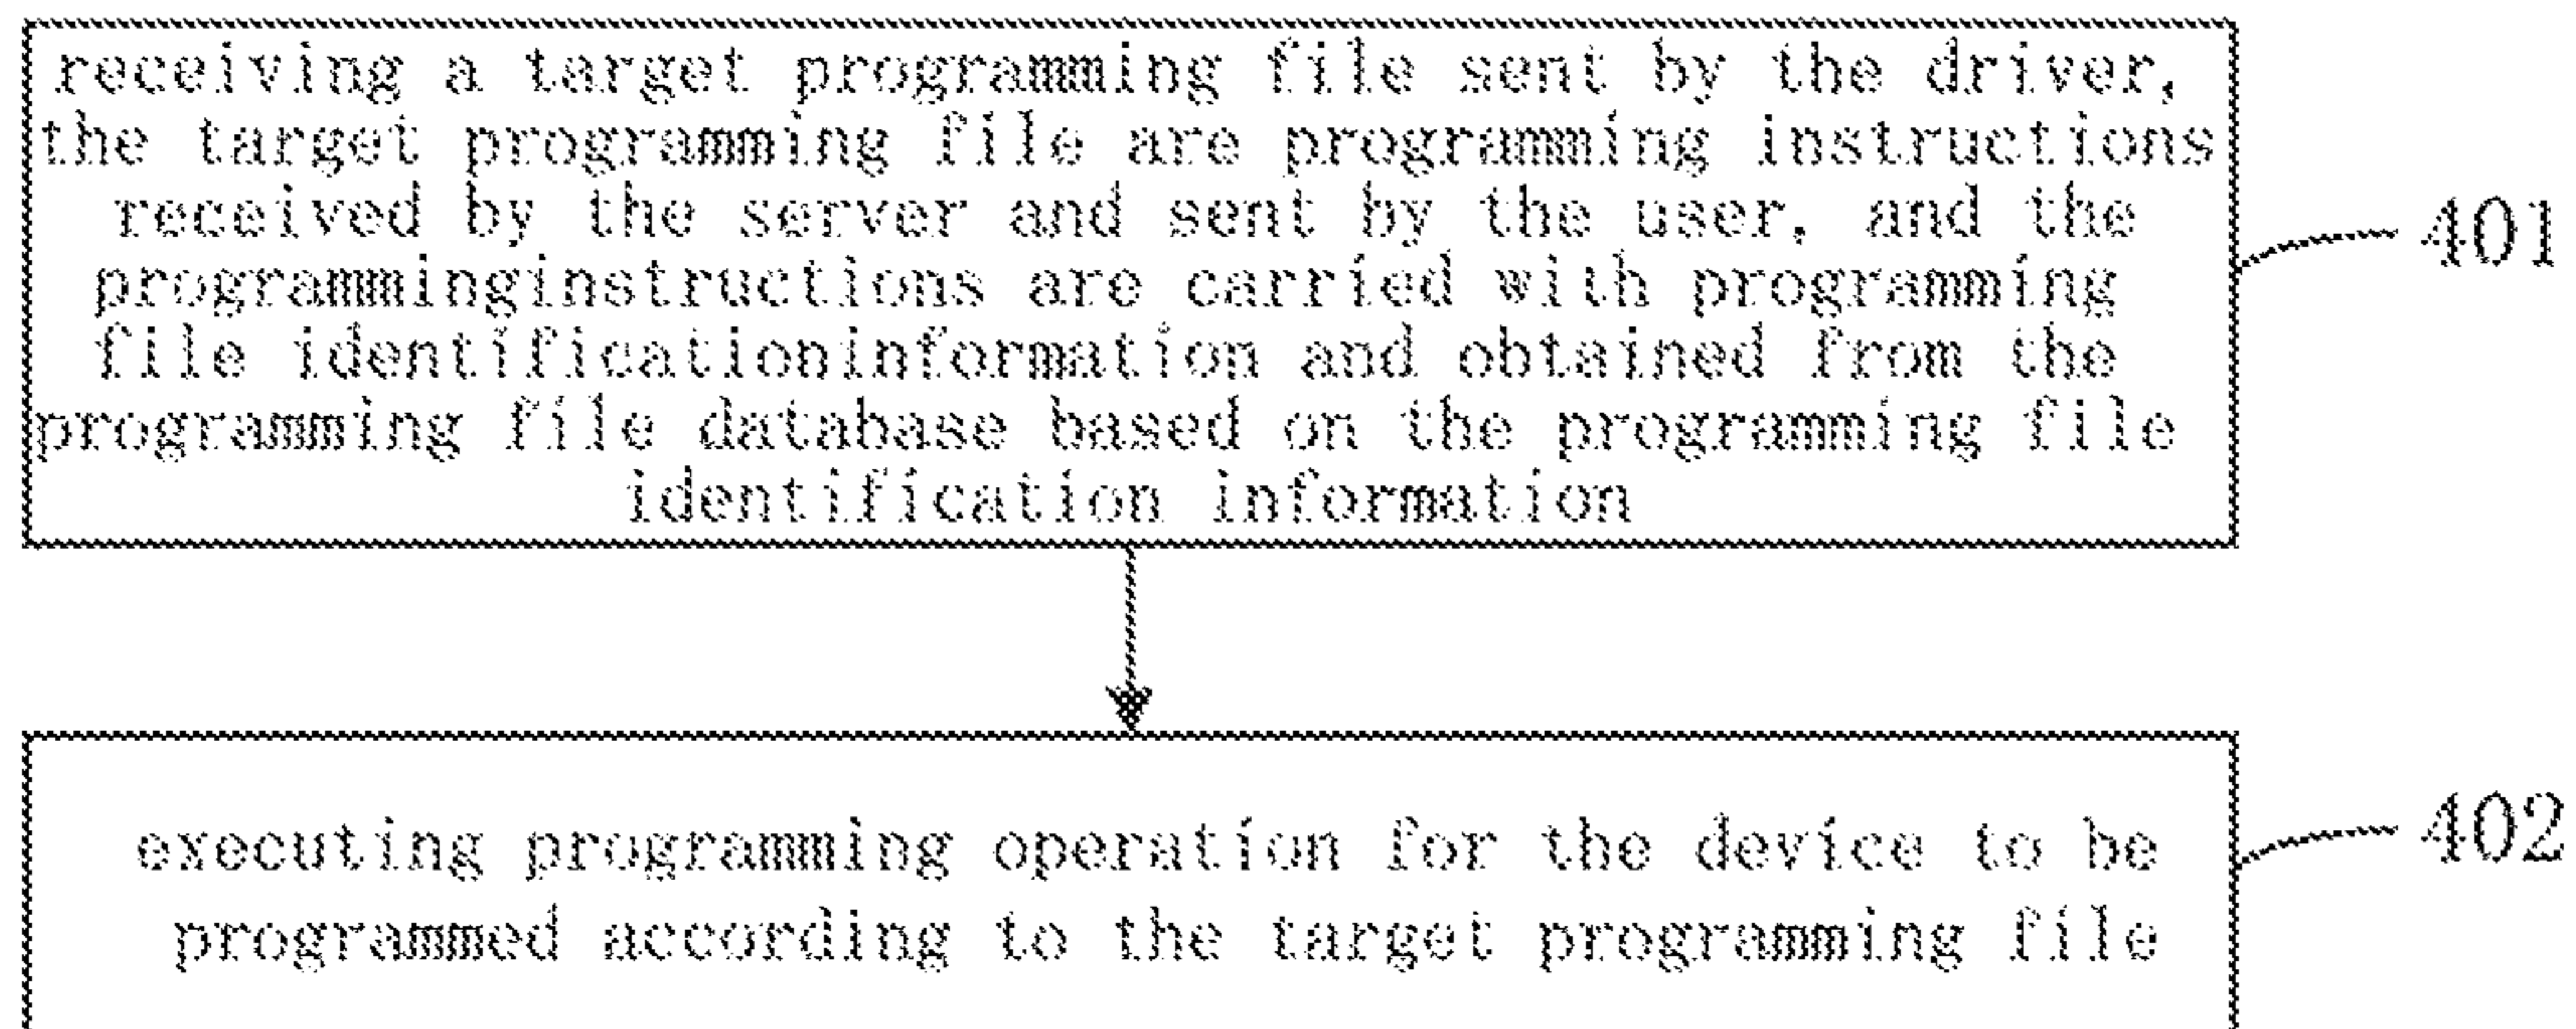 receiving a target programming file sent by the driver,
the target programming file are programming instructions
received by the server and sent by the user, and the
programminginstructions are carried with programming
file identificationinformation and obtained from the
programming file database based on the programming file
identification information
401
executing programming operation for the device to be
programmed according to the target programming file
402